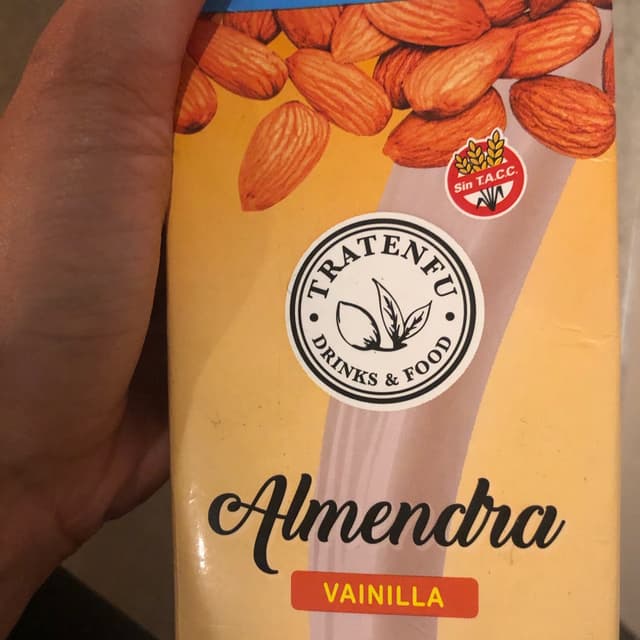 Sin T.A.C.C.
TRATENFU
DRINKS & FOOD
Almendra
VAINILLA